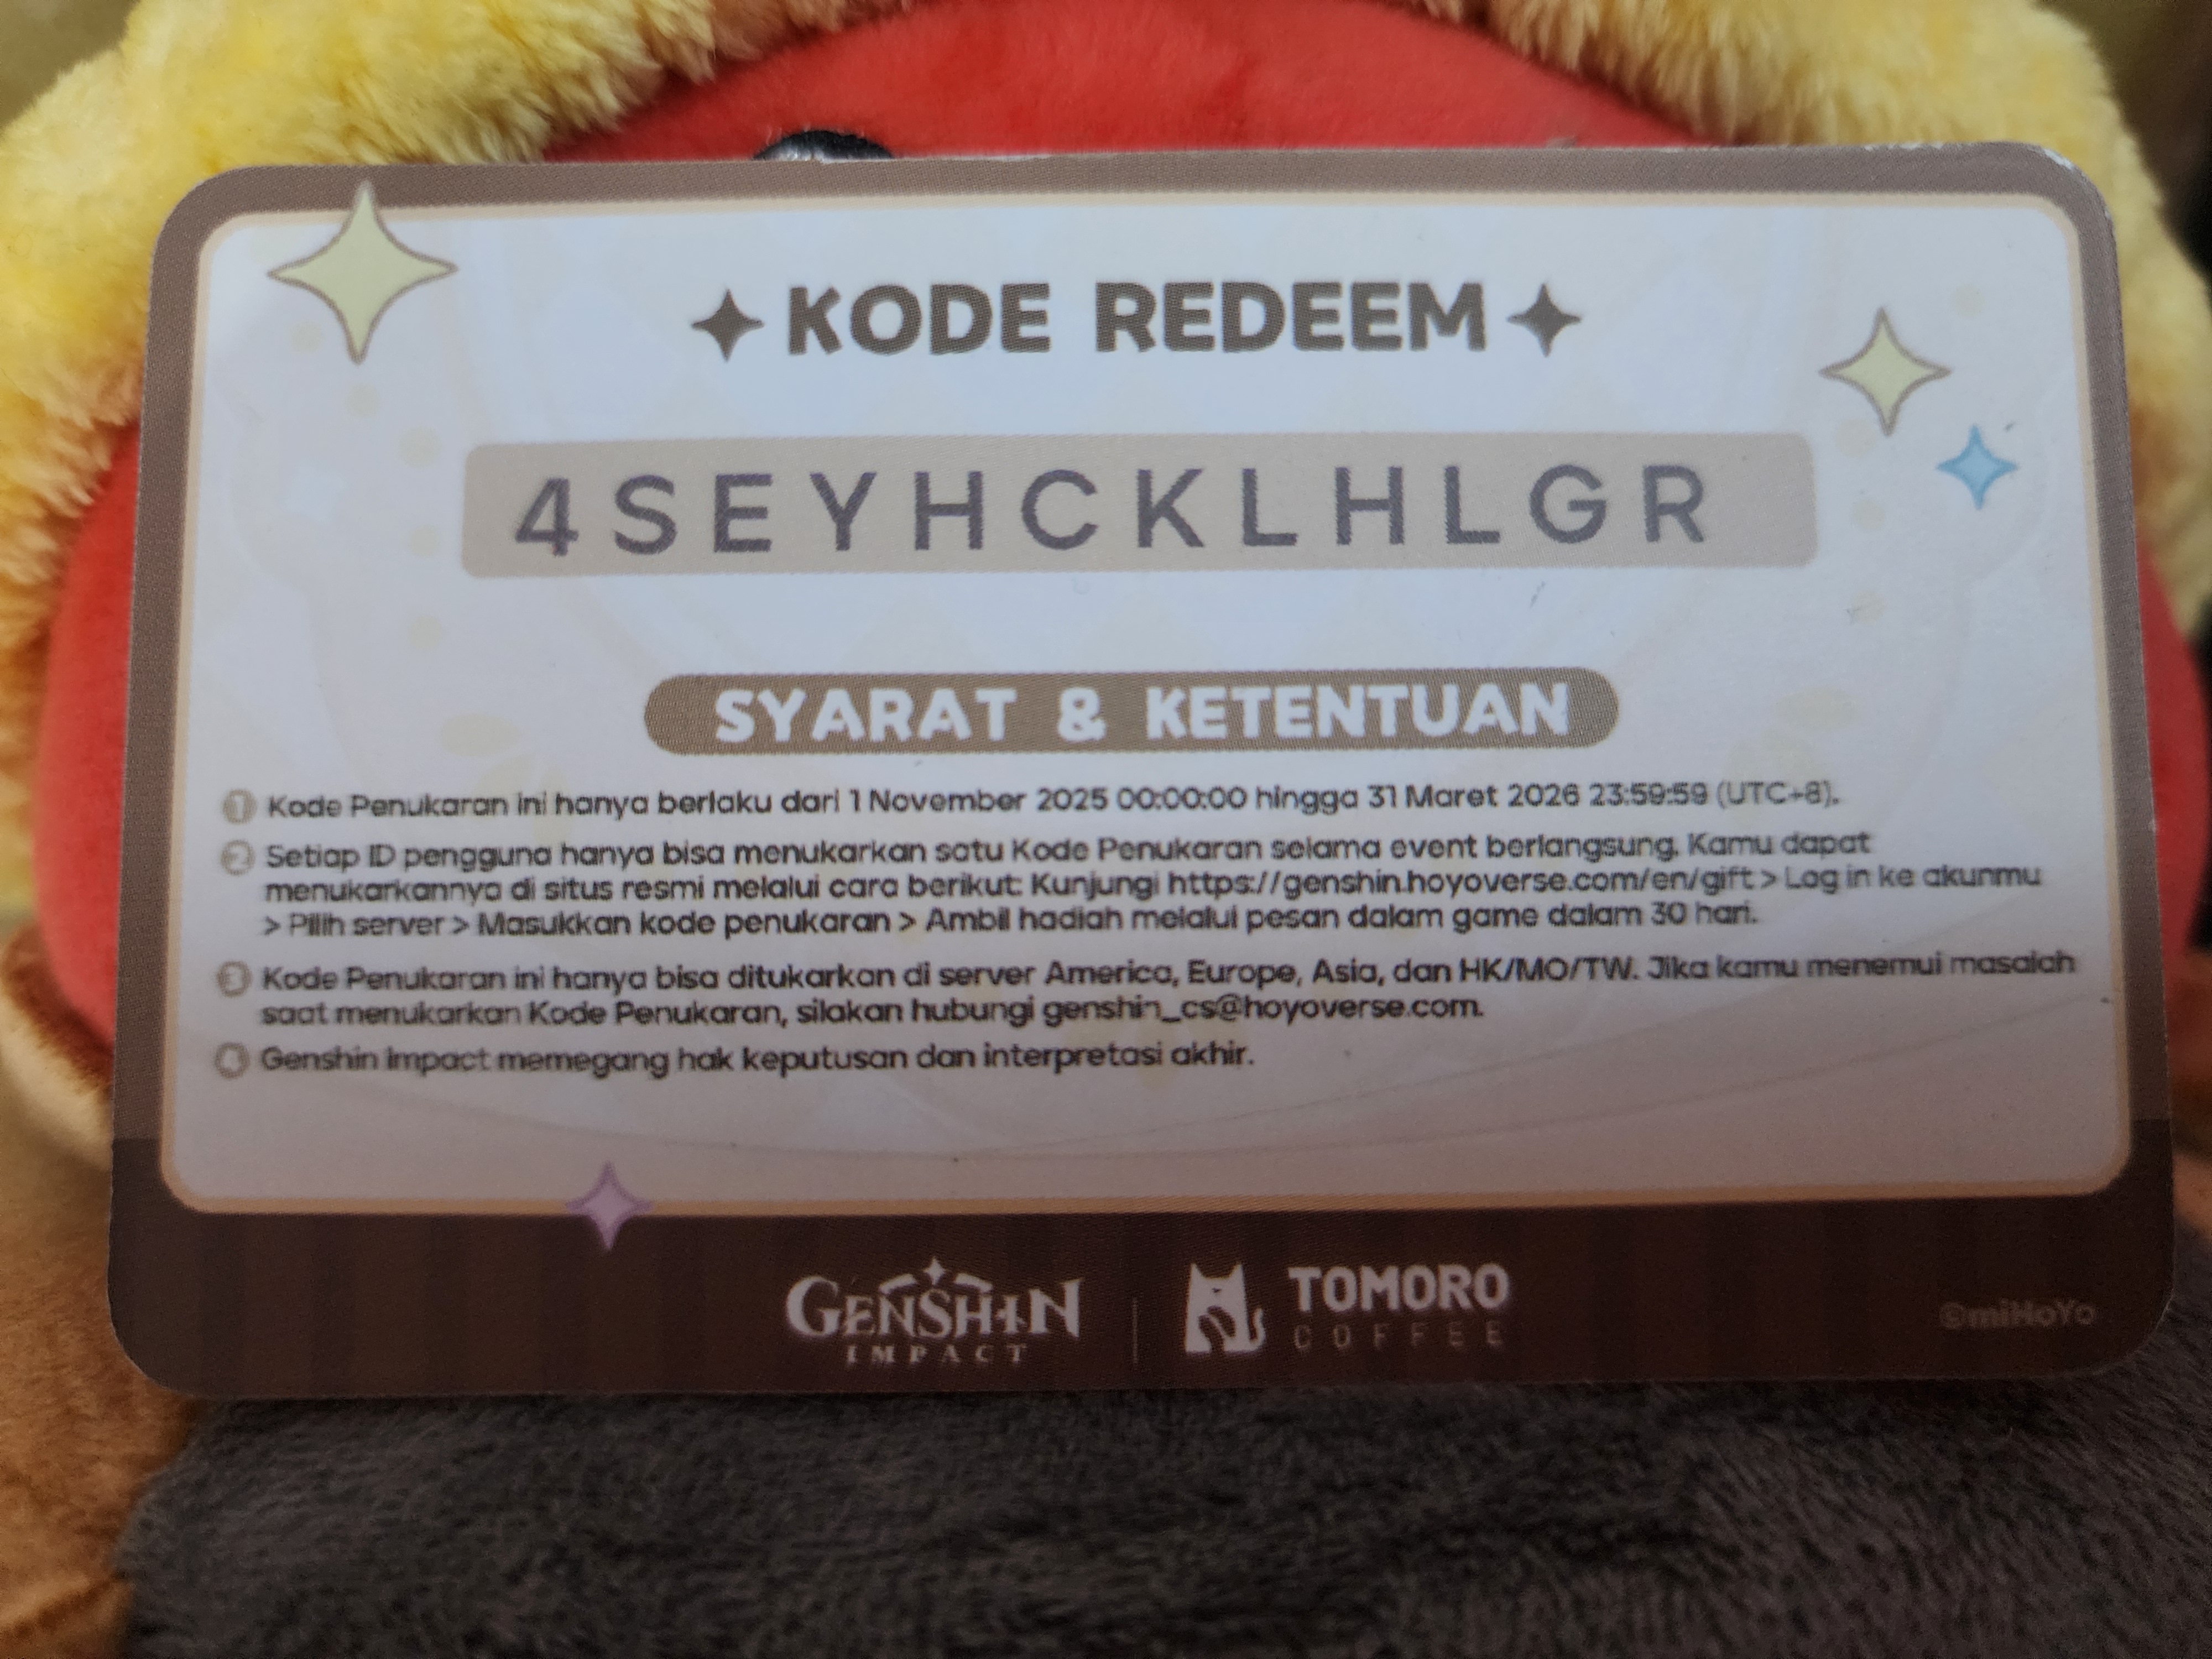 KODE REDEEM
4SEYHCKLHLGR
SYARAT & KETENTUAN
1 Kode Penukaran ini hanya berlaku dari 1 November 2025 00:00:00 hingga 31 Maret 2026 23:59:59 (UTC+8).
2 Setiap ID pengguna hanya bisa menukarkan satu Kode Penukaran selama event berlangsung. Kamu dapat
menukarkannya di situs resmi melalui cara berikut: Kunjungi https://genshin.hoyoverse.com/en/gift > Log in ke akunmu
> Pilih server > Masukkan kode penukaran > Ambil hadiah melalui pesan dalam game dalam 30 hari.
3 Kode Penukaran ini hanya bisa ditukarkan di server America, Europe, Asia, dan HK/MO/TW. Jika kamu menemui masalah
saat menukarkan Kode Penukaran, silakan hubungi genshin_cs@hoyoverse.com.
4 Genshin Impact memegang hak keputusan dan interpretasi akhir.
GENSHIN
IMPACT
TOMORO
COFFEE
©miHoYo